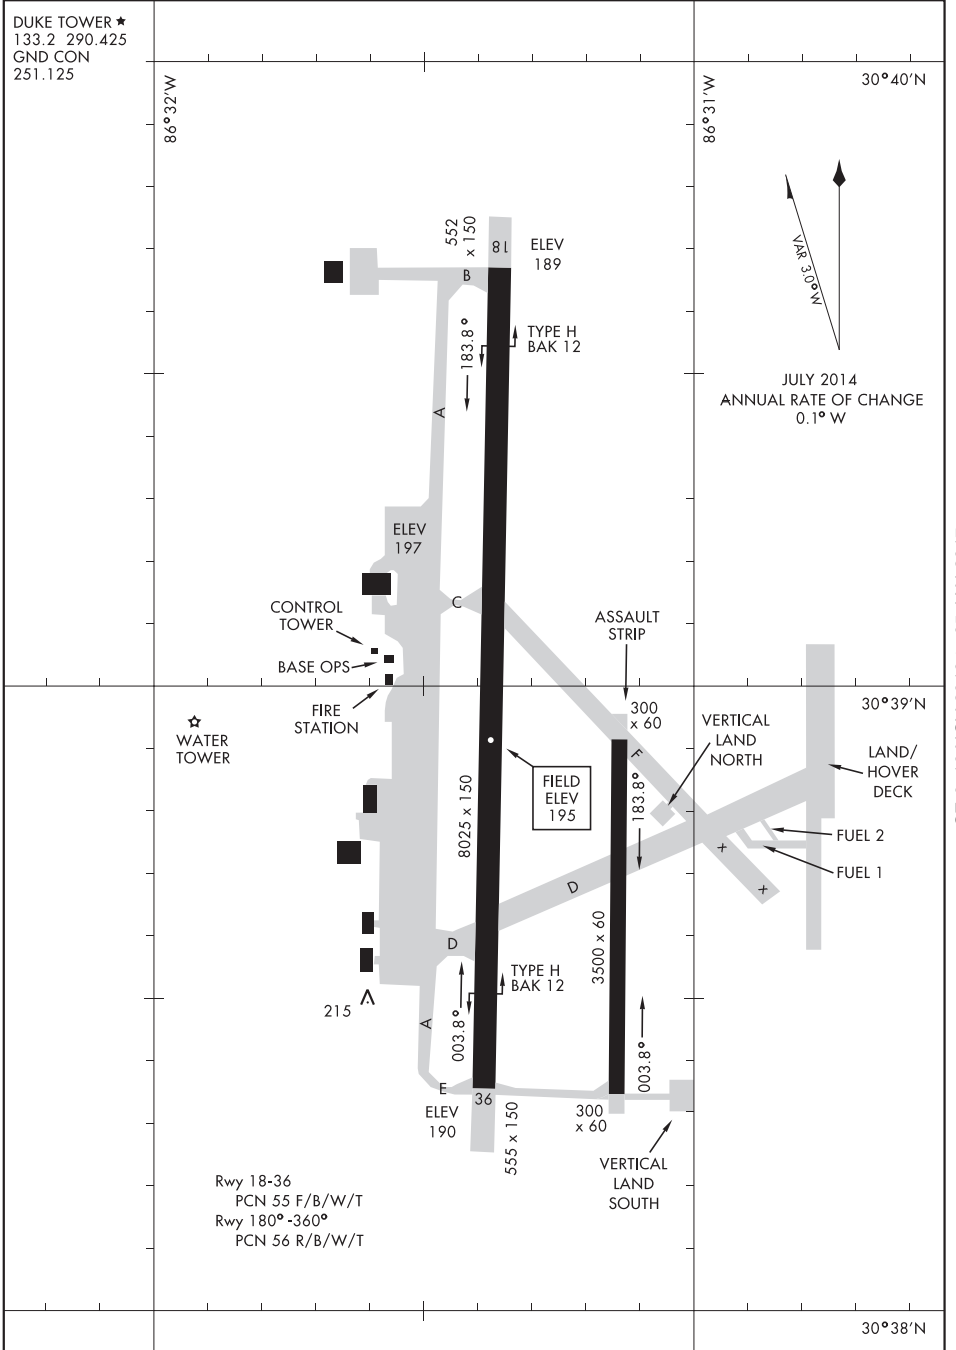 DUKE TOWER
133.2 290.425
GND CON
251.125
86°32'W
86°31'W
30°40'N
VAR 3.0°W
JULY 2014
ANNUAL RATE OF CHANGE
0.1° W
552
x 150
18
ELEV
189
B
183.8°
TYPE H
BAK 12
A
ELEV
197
C
CONTROL
TOWER
BASE OPS
FIRE
STATION
ASSAULT
STRIP
30°39'N
WATER
TOWER
300
x 60
VERTICAL
LAND
NORTH
LAND/
HOVER
DECK
F
FIELD
ELEV
195
183.8°
8025 x 150
FUEL 2
FUEL 1
x
x
D
D
3500 x 60
TYPE H
BAK 12
215
A
003.8°
003.8°
E
36
ELEV
190
555 x 150
300
x 60
VERTICAL
LAND
SOUTH
Rwy 18-36
PCN 55 F/B/W/T
Rwy 180°-360°
PCN 56 R/B/W/T
30°38'N